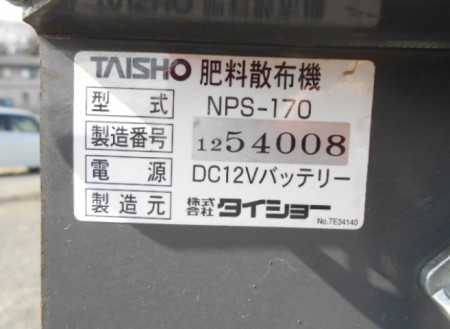 TAISHO 肥料散布機
型式 NPS-170
製造番号 1254008
電源 DC12Vバッテリー
製造元 株式会社 タイショー
No.TE34140